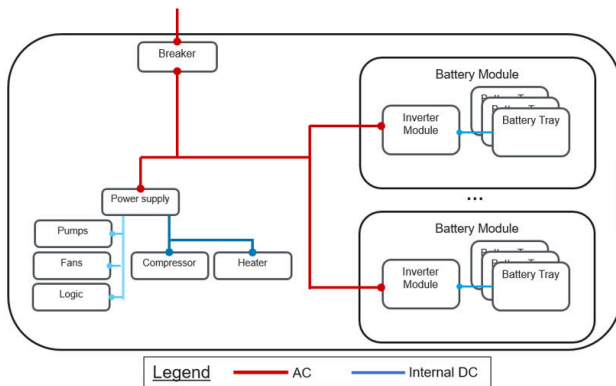 Breaker
Battery Module
Inverter
Module
Battery Tray
Power supply
Pumps
Fans
Logic
Compressor
Heater
...
Battery Module
Inverter
Module
Battery Tray
Legend
AC
Internal DC